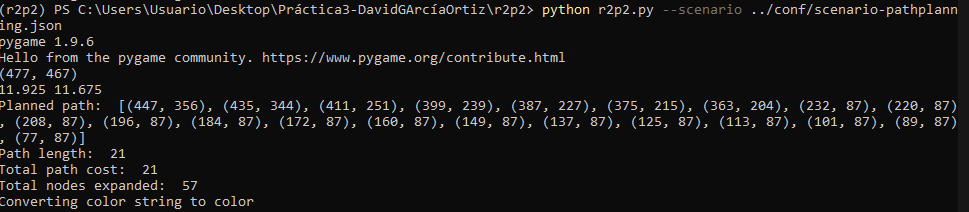 (r2p2) PS C:\Users\Usuario\Desktop\Práctica3-DavidGArcíaOrtiz\r2p2> python r2p2.py --scenario ../conf/scenario-pathplann
ing.json
pygame 1.9.6
Hello from the pygame community. https://www.pygame.org/contribute.html
(477, 467)
11.925 11.675
Planned path:  [(447, 356), (435, 344), (411, 251), (399, 239), (387, 227), (375, 215), (363, 204), (232, 87), (220, 87)
, (208, 87), (196, 87), (184, 87), (172, 87), (160, 87), (149, 87), (137, 87), (125, 87), (113, 87), (101, 87), (89, 87)
, (77, 87)]
Path length:  21
Total path cost:  21
Total nodes expanded:  57
Converting color string to color